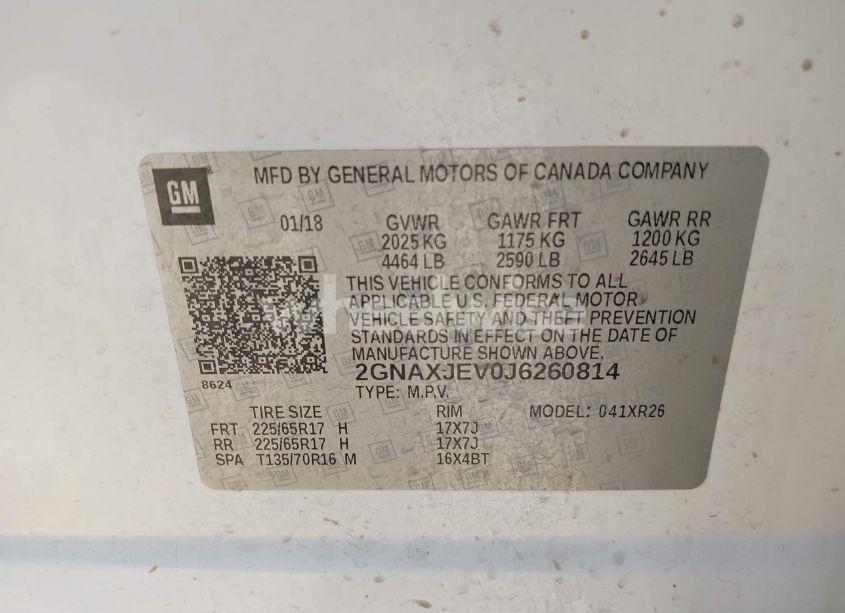 GM
MFD BY GENERAL MOTORS OF CANADA COMPANY
01/18 GVWR GAWR FRT GAWR RR
2025 KG 1175 KG 1200 KG
4464 LB 2590 LB 2645 LB
THIS VEHICLE CONFORMS TO ALL
APPLICABLE U.S. FEDERAL MOTOR
VEHICLE SAFETY AND THEFT PREVENTION
STANDARDS IN EFFECT ON THE DATE OF
MANUFACTURE SHOWN ABOVE.
8624
2GNAXJEV0J6260814
TYPE: M.P.V.
TIRE SIZE RIM MODEL: 041XR26
FRT 225/65R17 H 17X7J
RR 225/65R17 H 17X7J
SPA T135/70R16 M 16X4BT